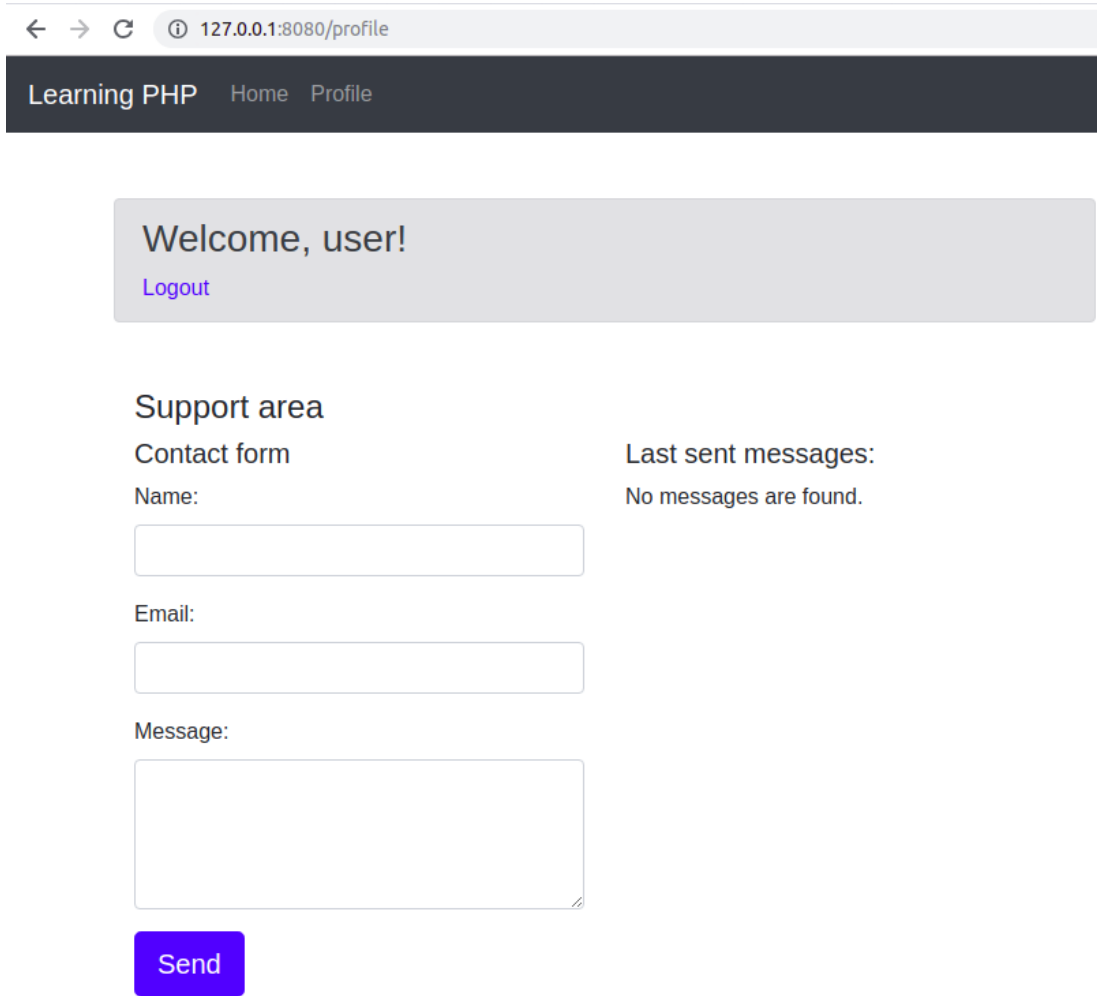 127.0.0.1:8080/profile
Learning PHP Home Profile
Welcome, user!
Logout
Support area
Contact form
Name:
Email:
Message:
Send
Last sent messages:
No messages are found.